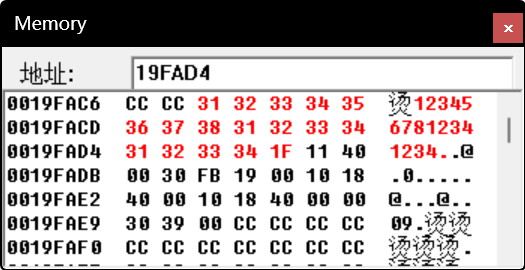 Memory
地址: 19FAD4
0019FAC6 CC CC 31 32 33 34 35 烫12345
0019FACD 36 37 38 31 32 33 34 6781234
0019FAD4 31 32 33 34 1F 11 40 1234..@
0019FADB 00 30 FB 19 00 10 18 .0.....
0019FAE2 40 00 10 18 40 00 00 @...@..
0019FAE9 30 39 00 CC CC CC CC 09.烫烫
0019FAF0 CC CC CC CC CC CC CC 烫烫烫.